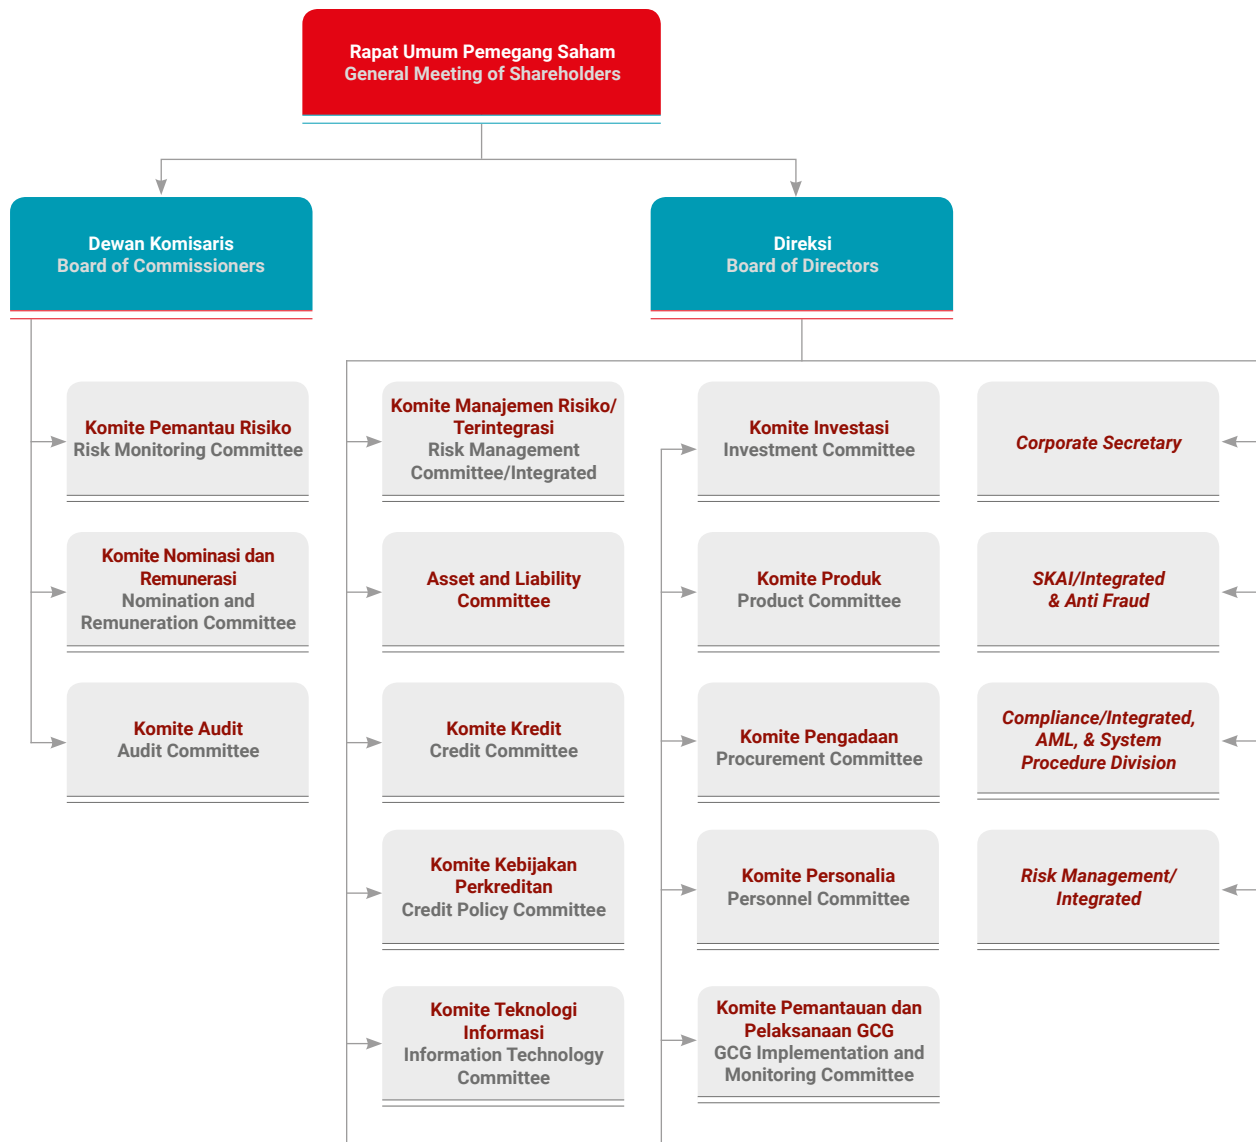 Rapat Umum Pemegang Saham
General Meeting of Shareholders
Dewan Komisaris
Board of Commissioners
Direksi
Board of Directors
Komite Pemantau Risiko
Risk Monitoring Committee
Komite Nominasi dan
Remunerasi
Nomination and
Remuneration Committee
Komite Audit
Audit Committee
Komite Manajemen Risiko/
Terintegrasi
Risk Management
Committee/Integrated
Asset and Liability
Committee
Komite Kredit
Credit Committee
Komite Kebijakan
Perkreditan
Credit Policy Committee
Komite Teknologi
Informasi
Information Technology
Committee
Komite Investasi
Investment Committee
Komite Produk
Product Committee
Komite Pengadaan
Procurement Committee
Komite Personalia
Personnel Committee
Komite Pemantauan dan
Pelaksanaan GCG
GCG Implementation and
Monitoring Committee
Corporate Secretary
SKAI/Integrated
& Anti Fraud
Compliance/Integrated,
AML, & System
Procedure Division
Risk Management/
Integrated